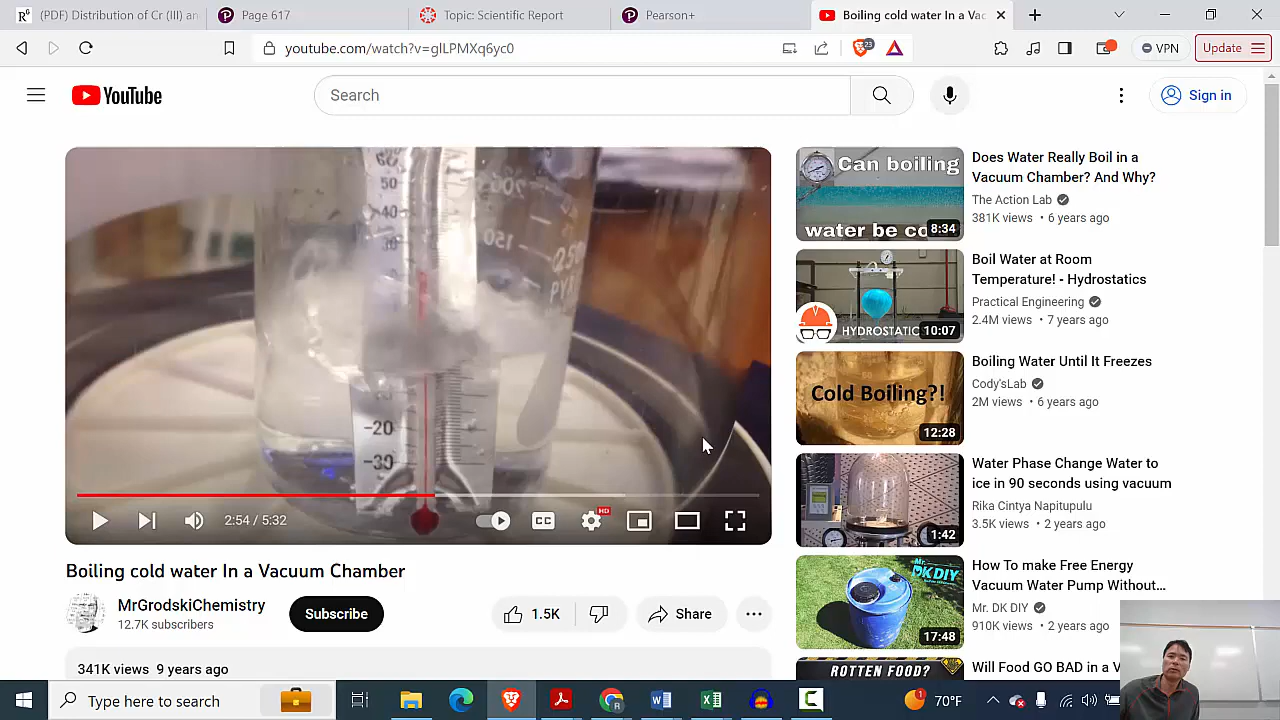 (PDF) Distribution of Cr(III) an
Page 617
Topic: Scientific Report
Pearson+
Boiling cold water In a Vac
youtube.com/watch?v=glLPMXq6yc0
23
VPN
Update
YouTube
Search
Sign in
50
40
-20
-30
2:54 / 5:32
CC
HD
Boiling cold water In a Vacuum Chamber
MrGrodskiChemistry
12.7K subscribers
Subscribe
1.5K
Share
341K views 8 years ago
Can boiling
water be co
8:34
Does Water Really Boil in a
Vacuum Chamber? And Why?
The Action Lab
381K views • 6 years ago
HYDROSTATIC
10:07
Boil Water at Room
Temperature! - Hydrostatics
Practical Engineering
2.4M views • 7 years ago
Cold Boiling?!
12:28
Boiling Water Until It Freezes
Cody'sLab
2M views • 6 years ago
1:42
Water Phase Change Water to
ice in 90 seconds using vacuum
Rika Cintya Napitupulu
3.5K views • 2 years ago
Mr. DK DIY
17:48
How To make Free Energy
Vacuum Water Pump Without...
Mr. DK DIY
910K views • 2 years ago
ROTTEN FOOD?
Will Food GO BAD in a V
Type here to search
1
70°F